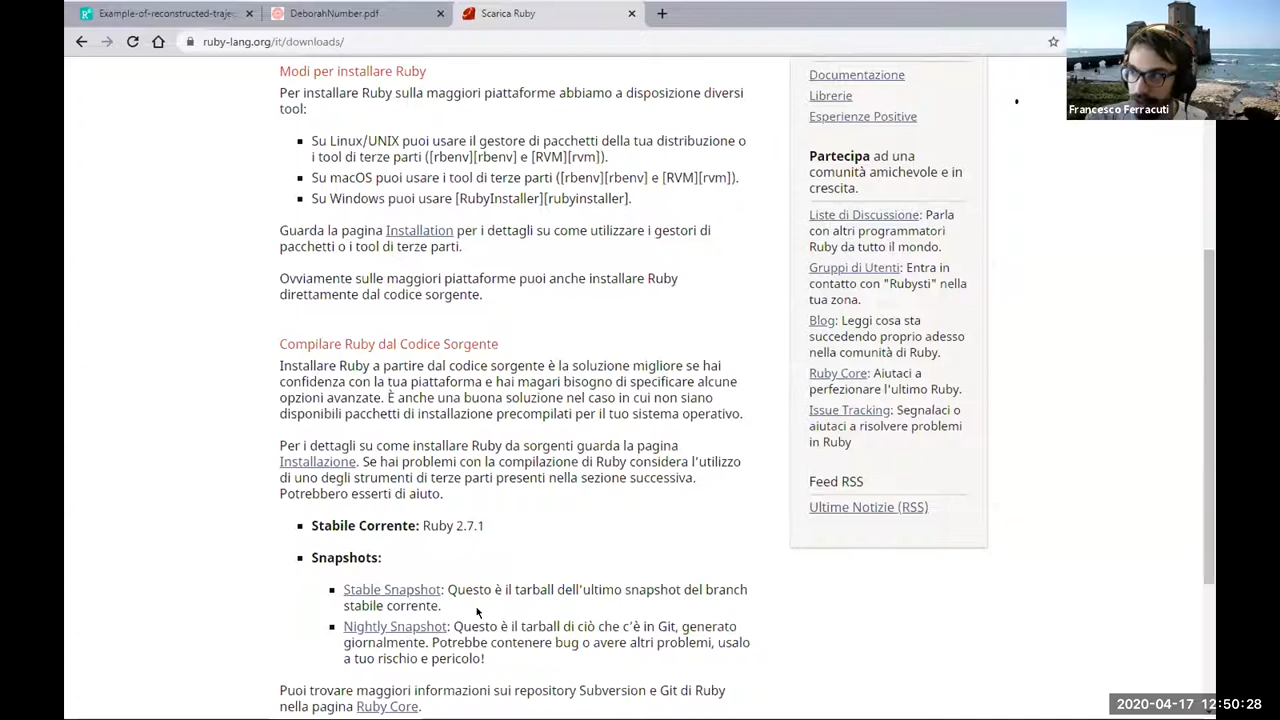 Example-of-reconstructed-traje
DeborahNumber.pdf
Scarica Ruby
ruby-lang.org/it/downloads/
Francesco Ferracuti
Modi per installare Ruby
Per installare Ruby sulla maggiori piattaforme abbiamo a disposizione diversi
tool:
Su Linux/UNIX puoi usare il gestore di pacchetti della tua distribuzione o
i tool di terze parti ([rbenv][rbenv] e [RVM][rvm]).
Su macOS puoi usare i tool di terze parti ([rbenv][rbenv] e [RVM][rvm]).
Su Windows puoi usare [RubyInstaller][rubyinstaller].
Guarda la pagina Installation per i dettagli su come utilizzare i gestori di
pacchetti o i tool di terze parti.
Ovviamente sulle maggiori piattaforme puoi anche installare Ruby
direttamente dal codice sorgente.
Compilare Ruby dal Codice Sorgente
Installare Ruby a partire dal codice sorgente è la soluzione migliore se hai
confidenza con la tua piattaforma e hai magari bisogno di specificare alcune
opzioni avanzate. È anche una buona soluzione nel caso in cui non siano
disponibili pacchetti di installazione precompilati per il tuo sistema operativo.
Per i dettagli su come installare Ruby da sorgenti guarda la pagina
Installazione. Se hai problemi con la compilazione di Ruby considera l'utilizzo
di uno degli strumenti di terze parti presenti nella sezione successiva.
Potrebbero esserti di aiuto.
Stabile Corrente: Ruby 2.7.1
Snapshots:
Stable Snapshot: Questo è il tarball dell'ultimo snapshot del branch
stabile corrente.
Nightly Snapshot: Questo è il tarball di ciò che c'è in Git, generato
giornalmente. Potrebbe contenere bug o avere altri problemi, usalo
a tuo rischio e pericolo!
Puoi trovare maggiori informazioni sui repository Subversion e Git di Ruby
nella pagina Ruby Core.
Documentazione
Librerie
Esperienze Positive
Partecipa ad una
comunità amichevole e in
crescita.
Liste di Discussione: Parla
con altri programmatori
Ruby da tutto il mondo.
Gruppi di Utenti: Entra in
contatto con "Rubysti" nella
tua zona.
Blog: Leggi cosa sta
succedendo proprio adesso
nella comunità di Ruby.
Ruby Core: Aiutaci a
perfezionare l'ultimo Ruby.
Issue Tracking: Segnalaci o
aiutaci a risolvere problemi
in Ruby
Feed RSS
Ultime Notizie (RSS)
2020-04-17 12:50:28